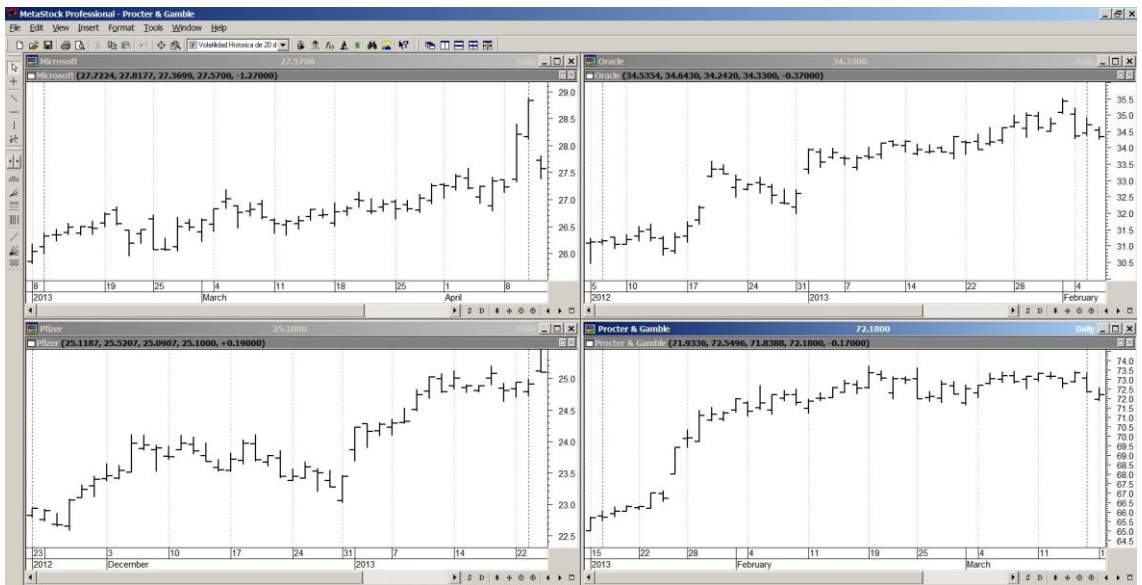 MetaStock Professional - Procter & Gamble
File Edit View Insert Format Tools Window Help
Volatilidad Historica de 20 d
Microsoft 27.5700 Daily
Microsoft (27.7224, 27.8177, 27.3699, 27.5700, -1.27000)
29.0
28.5
28.0
27.5
27.0
26.5
26.0
8 19 25 4 11 18 25 1 8
2013 March April
Oracle 34.3300 Daily
Oracle (34.5354, 34.6430, 34.2420, 34.3300, -0.37000)
35.5
35.0
34.5
34.0
33.5
33.0
32.5
32.0
31.5
31.0
30.5
5 10 17 24 31 7 14 22 28 4
2012 2013 February
Pfizer 25.1000 Daily
Pfizer (25.1187, 25.5207, 25.0907, 25.1000, +0.19000)
25.0
24.5
24.0
23.5
23.0
22.5
23 3 10 17 24 31 7 14 22
2012 December 2013
Procter & Gamble 72.1800 Daily
Procter & Gamble (71.9336, 72.5496, 71.8388, 72.1800, -0.17000)
74.0
73.5
73.0
72.5
72.0
71.5
71.0
70.5
70.0
69.5
69.0
68.5
68.0
67.5
67.0
66.5
66.0
65.5
65.0
64.5
15 22 28 4 11 19 25 4 11 1
2013 February March